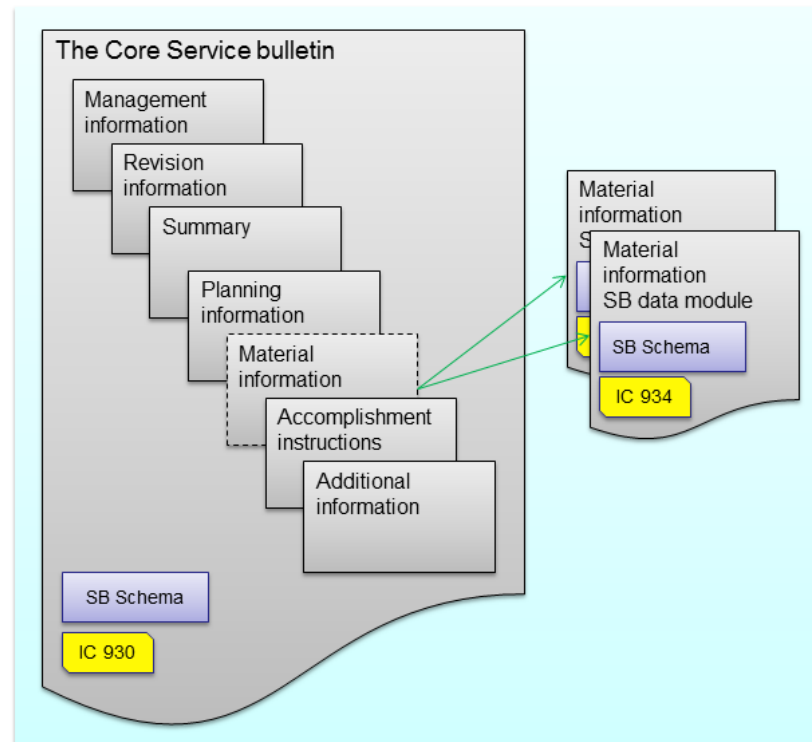 The Core Service bulletin
Management
information
Revision
information
Summary
Planning
information
Material
information
Accomplishment
instructions
Additional
information
SB Schema
IC 930
Material
information
S
Material
information
SB data module
SB Schema
IC 934